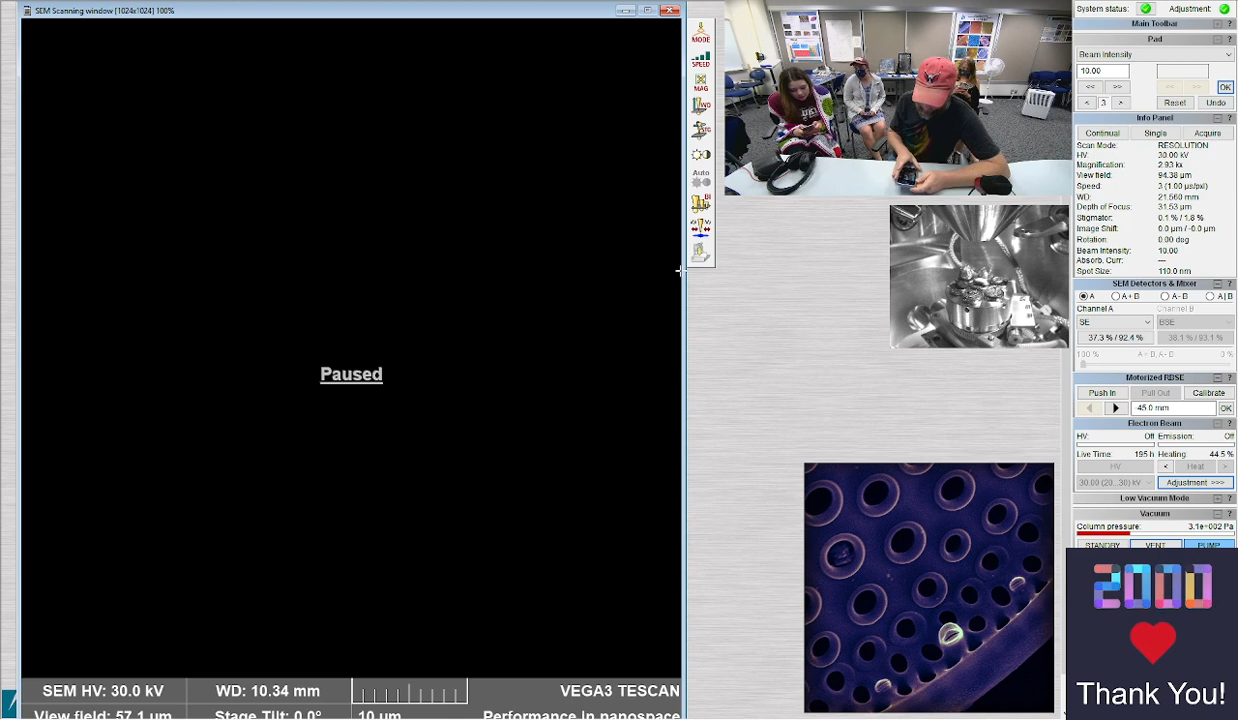 SEM Scanning window [1024x1024] 100%
Paused
SEM HV: 30.0 kV
WD: 10.34 mm
VEGA3 TESCAN
View field: 57.1 µm
Stage Tilt: 0.0°
10 µm
Performance in nanospace
MODE
SPEED
MAG
WD
STG
Auto
BI
System status:
Adjustment:
Main Toolbar
Pad
Beam Intensity
10.00
<< >> << >> OK
< 3 > Reset Undo
Info Panel
Continual Single Acquire
Scan Mode: RESOLUTION
HV: 30.00 kV
Magnification: 2.93 kx
View field: 94.38 µm
Speed: 3 (1.00 µs/pxl)
WD: 21.560 mm
Depth of Focus: 31.53 µm
Stigmator: 0.1 % / 1.8 %
Image Shift: 0.0 µm / -0.0 µm
Rotation: 0.00 deg
Beam Intensity: 10.00
Absorb. Curr: ---
Spot Size: 110.0 nm
SEM Detectors & Mixer
A A+B A-B A|B
Channel A Channel B
SE BSE
37.3 % / 92.4 % 38.1 % / 93.1 %
100 % A+B,A-B 0 %
Motorized RBSE
Push In Pull Out Calibrate
-45.0 mm OK
Electron Beam
HV: Off Emission: Off
Live Time: 195 h Heating: 44.5 %
HV < Heat >
30.00 (20...30) kV Adjustment >>>
Low Vacuum Mode
Vacuum
Column pressure: 3.1e+002 Pa
STANDBY VENT PUMP
2000
Thank You!